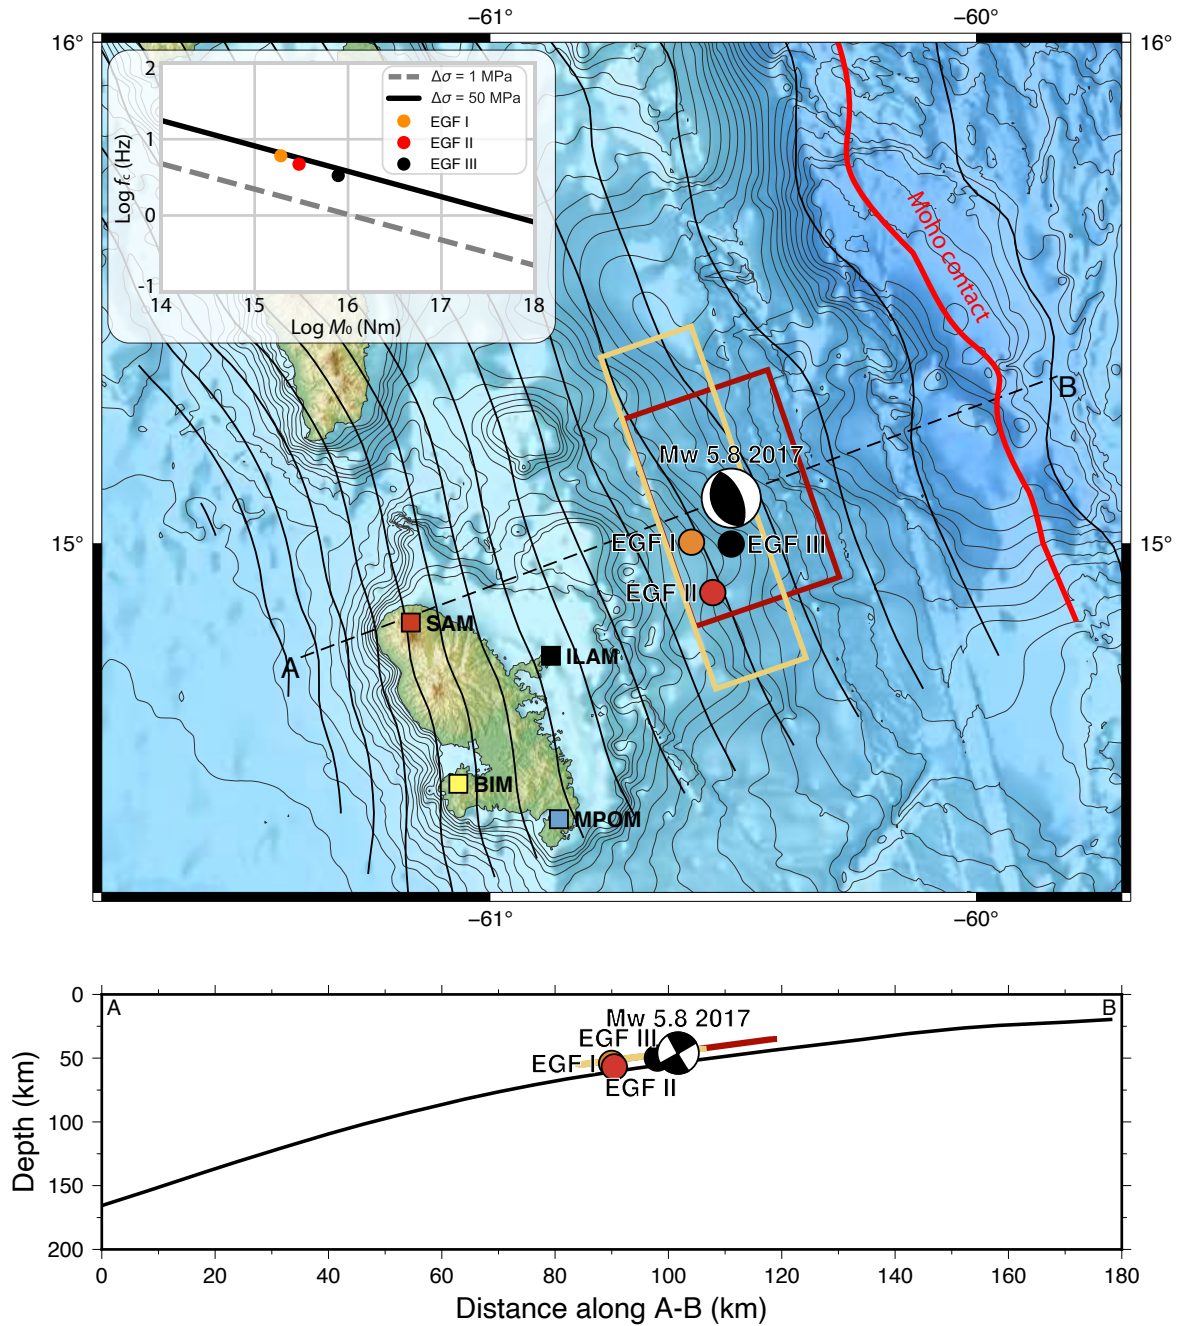 −61°
−60°
16°
16°
2
1
0
-1
Log fc (Hz)
14
15
16
17
18
Log M0 (Nm)
Δσ = 1 MPa
Δσ = 50 MPa
EGF I
EGF II
EGF III
Moho contact
B
Mw 5.8 2017
EGF I
EGF III
EGF II
15°
15°
A
SAM
ILAM
BIM
MPOM
−61°
−60°
A
B
Mw 5.8 2017
EGF III
EGF I
EGF II
0
50
100
150
200
Depth (km)
0
20
40
60
80
100
120
140
160
180
Distance along A-B (km)